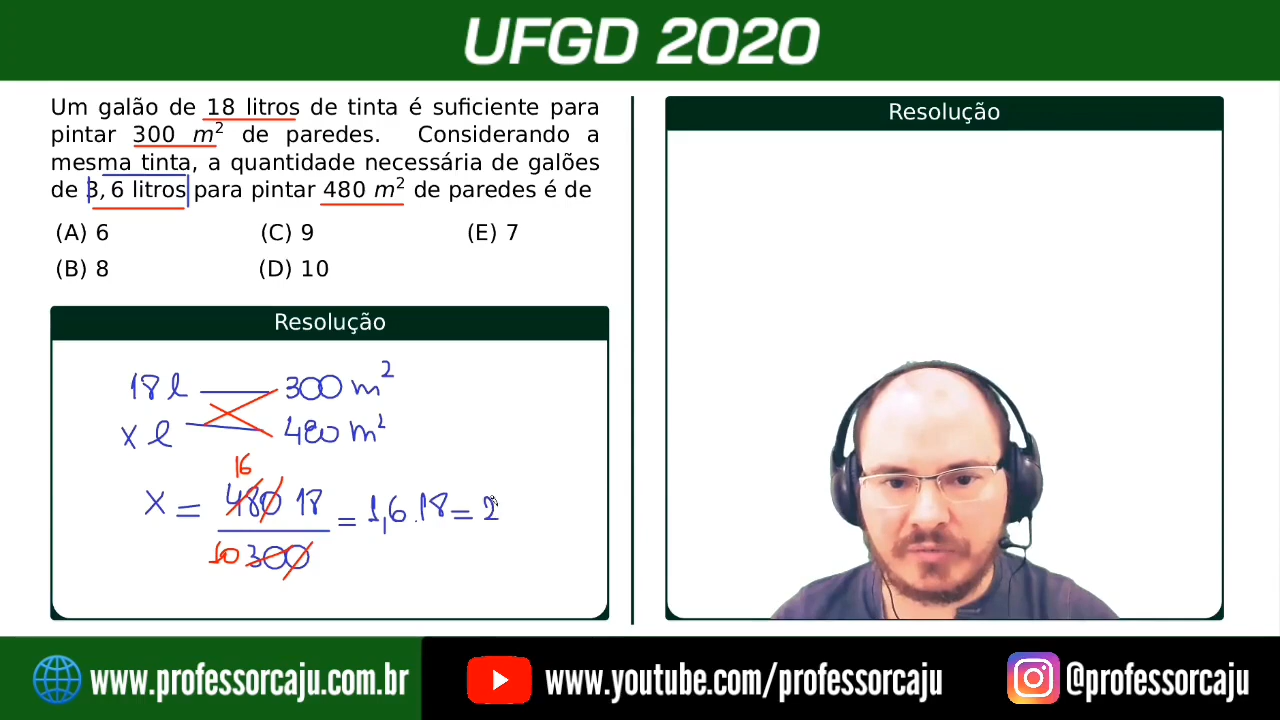 UFGD 2020
Um galão de 18 litros de tinta é suficiente para
pintar 300 m² de paredes. Considerando a
mesma tinta, a quantidade necessária de galões
de 3, 6 litros para pintar 480 m² de paredes é de
(A) 6
(C) 9
(E) 7
(B) 8
(D) 10
Resolução
18 l 300 m²
x l 480 m²
16
x = 480 18 = 1,6 . 18 = 2
10 300
Resolução
www.professorcaju.com.br
www.youtube.com/professorcaju
@professorcaju